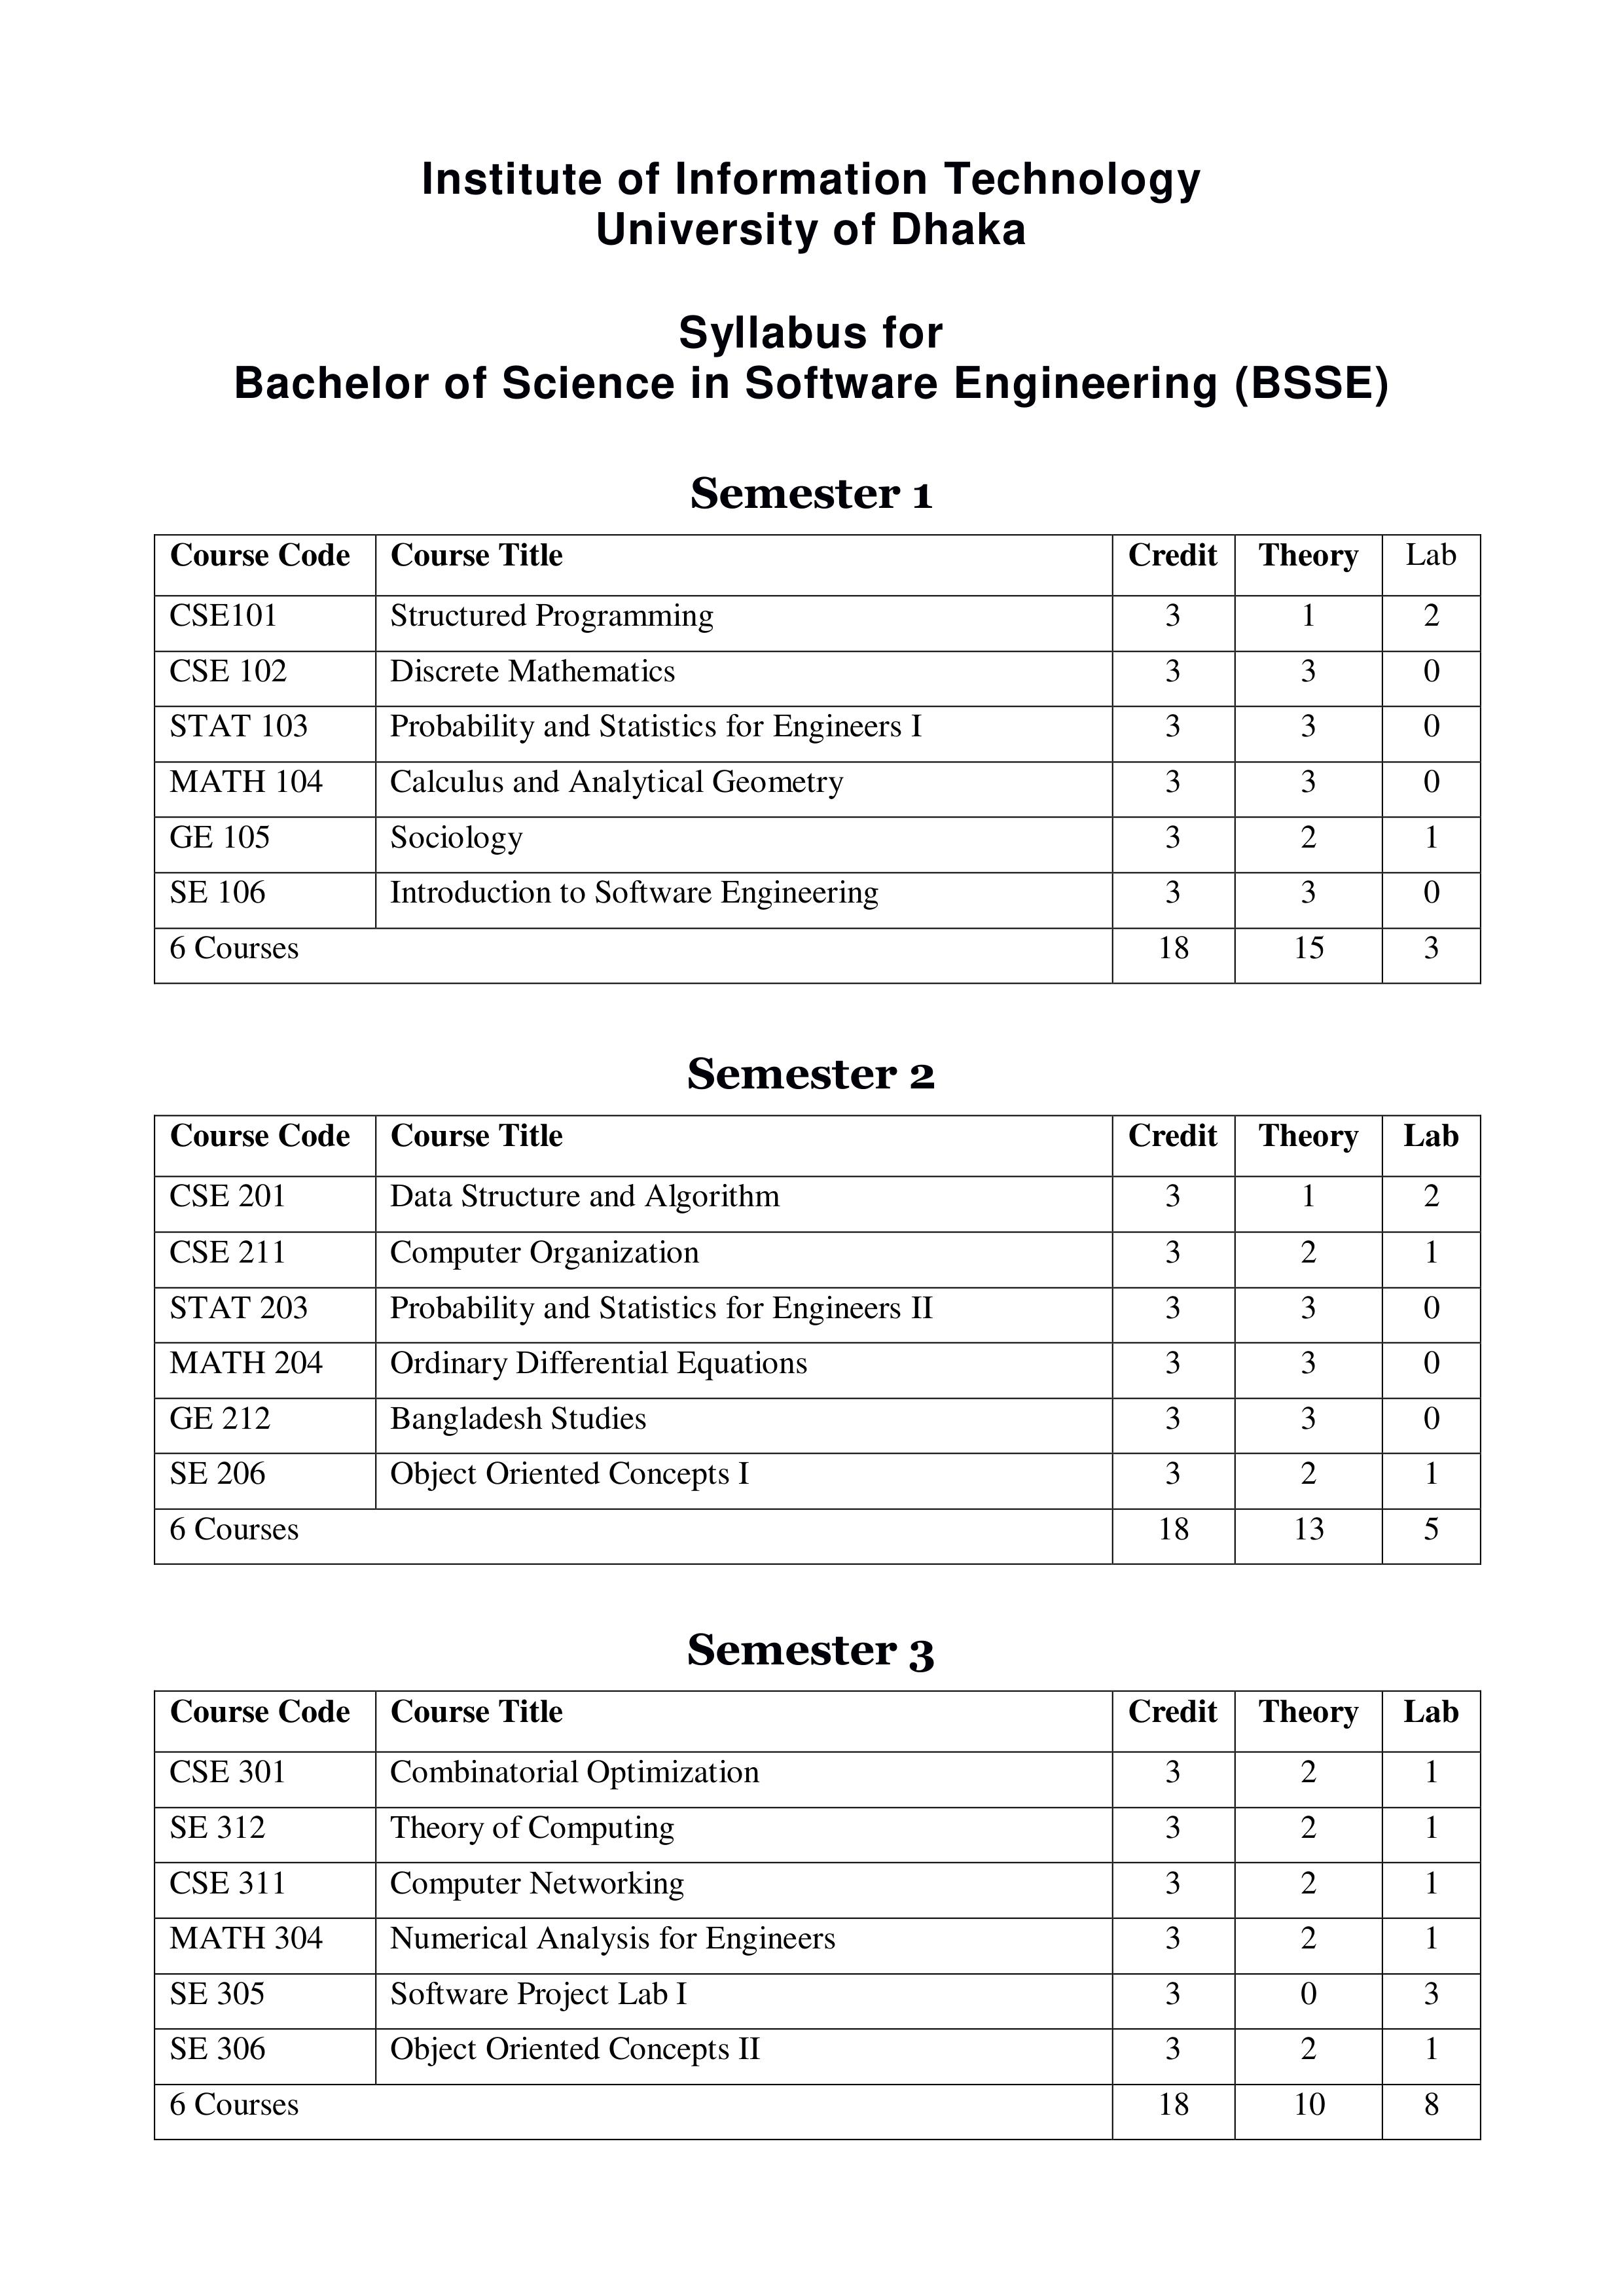 Institute of Information Technology
University of Dhaka
Syllabus for
Bachelor of Science in Software Engineering (BSSE)
Semester 1
Course Code Course Title Credit Theory Lab
CSE101 Structured Programming 3 1 2
CSE 102 Discrete Mathematics 3 3 0
STAT 103 Probability and Statistics for Engineers I 3 3 0
MATH 104 Calculus and Analytical Geometry 3 3 0
GE 105 Sociology 3 2 1
SE 106 Introduction to Software Engineering 3 3 0
6 Courses 18 15 3
Semester 2
Course Code Course Title Credit Theory Lab
CSE 201 Data Structure and Algorithm 3 1 2
CSE 211 Computer Organization 3 2 1
STAT 203 Probability and Statistics for Engineers II 3 3 0
MATH 204 Ordinary Differential Equations 3 3 0
GE 212 Bangladesh Studies 3 3 0
SE 206 Object Oriented Concepts I 3 2 1
6 Courses 18 13 5
Semester 3
Course Code Course Title Credit Theory Lab
CSE 301 Combinatorial Optimization 3 2 1
SE 312 Theory of Computing 3 2 1
CSE 311 Computer Networking 3 2 1
MATH 304 Numerical Analysis for Engineers 3 2 1
SE 305 Software Project Lab I 3 0 3
SE 306 Object Oriented Concepts II 3 2 1
6 Courses 18 10 8